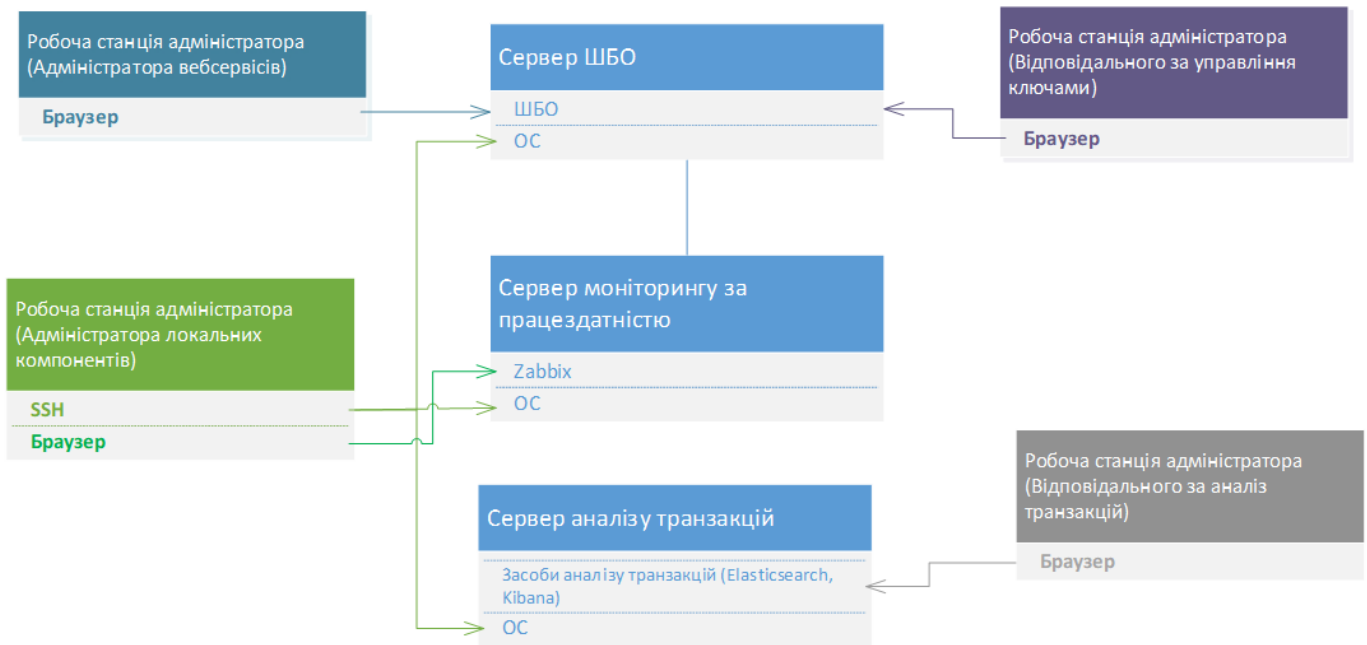 Робоча станція адміністратора
(Адміністратора вебсервісів)
Браузер
Сервер ШБО
ШБО
ОС
Робоча станція адміністратора
(Відповідального за управління
ключами)
Браузер
Робоча станція адміністратора
(Адміністратора локальних
компонентів)
SSH
Браузер
Сервер моніторингу за
працездатністю
Zabbix
ОС
Сервер аналізу транзакцій
Засоби аналізу транзакцій (Elasticsearch,
Kibana)
ОС
Робоча станція адміністратора
(Відповідального за аналіз
транзакцій)
Браузер